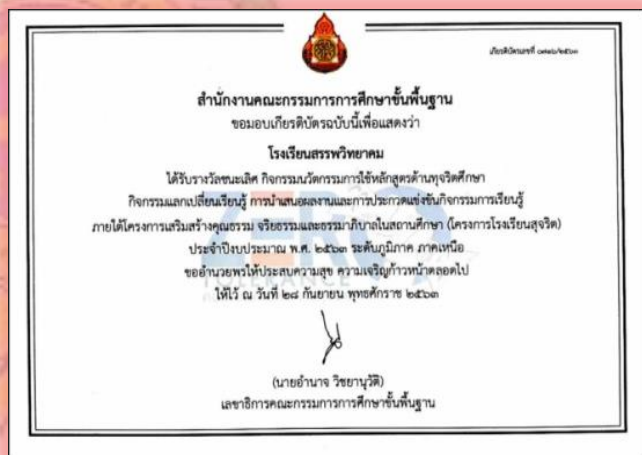 เกียรติบัตรเลขที่
สำนักงานคณะกรรมการการศึกษาขั้นพื้นฐาน
ขอมอบเกียรติบัตรฉบับนี้เพื่อแสดงว่า
โรงเรียนสรรพวิทยาคม
ได้รับรางวัลชนะเลิศ กิจกรรมนวัตกรรมการใช้หลักสูตรด้านทุจริตศึกษา
กิจกรรมแลกเปลี่ยนเรียนรู้ การนำเสนอผลงานและการประกวดแข่งขันกิจกรรมการเรียนรู้
ภายใต้โครงการเสริมสร้างคุณธรรม จริยธรรมและธรรมาภิบาลในสถานศึกษา (โครงการโรงเรียนสุจริต)
ประจำปีงบประมาณ พ.ศ. ๒๕๖๓ ระดับภูมิภาค ภาคเหนือ
ขออำนวยพรให้ประสบความสุข ความเจริญก้าวหน้าตลอดไป
ให้ไว้ ณ วันที่ ๒๘ กันยายน พุทธศักราช ๒๕๖๓
ZERO
TOLERANCE
(นายอำนาจ วิชยานุวัติ)
เลขาธิการคณะกรรมการการศึกษาขั้นพื้นฐาน